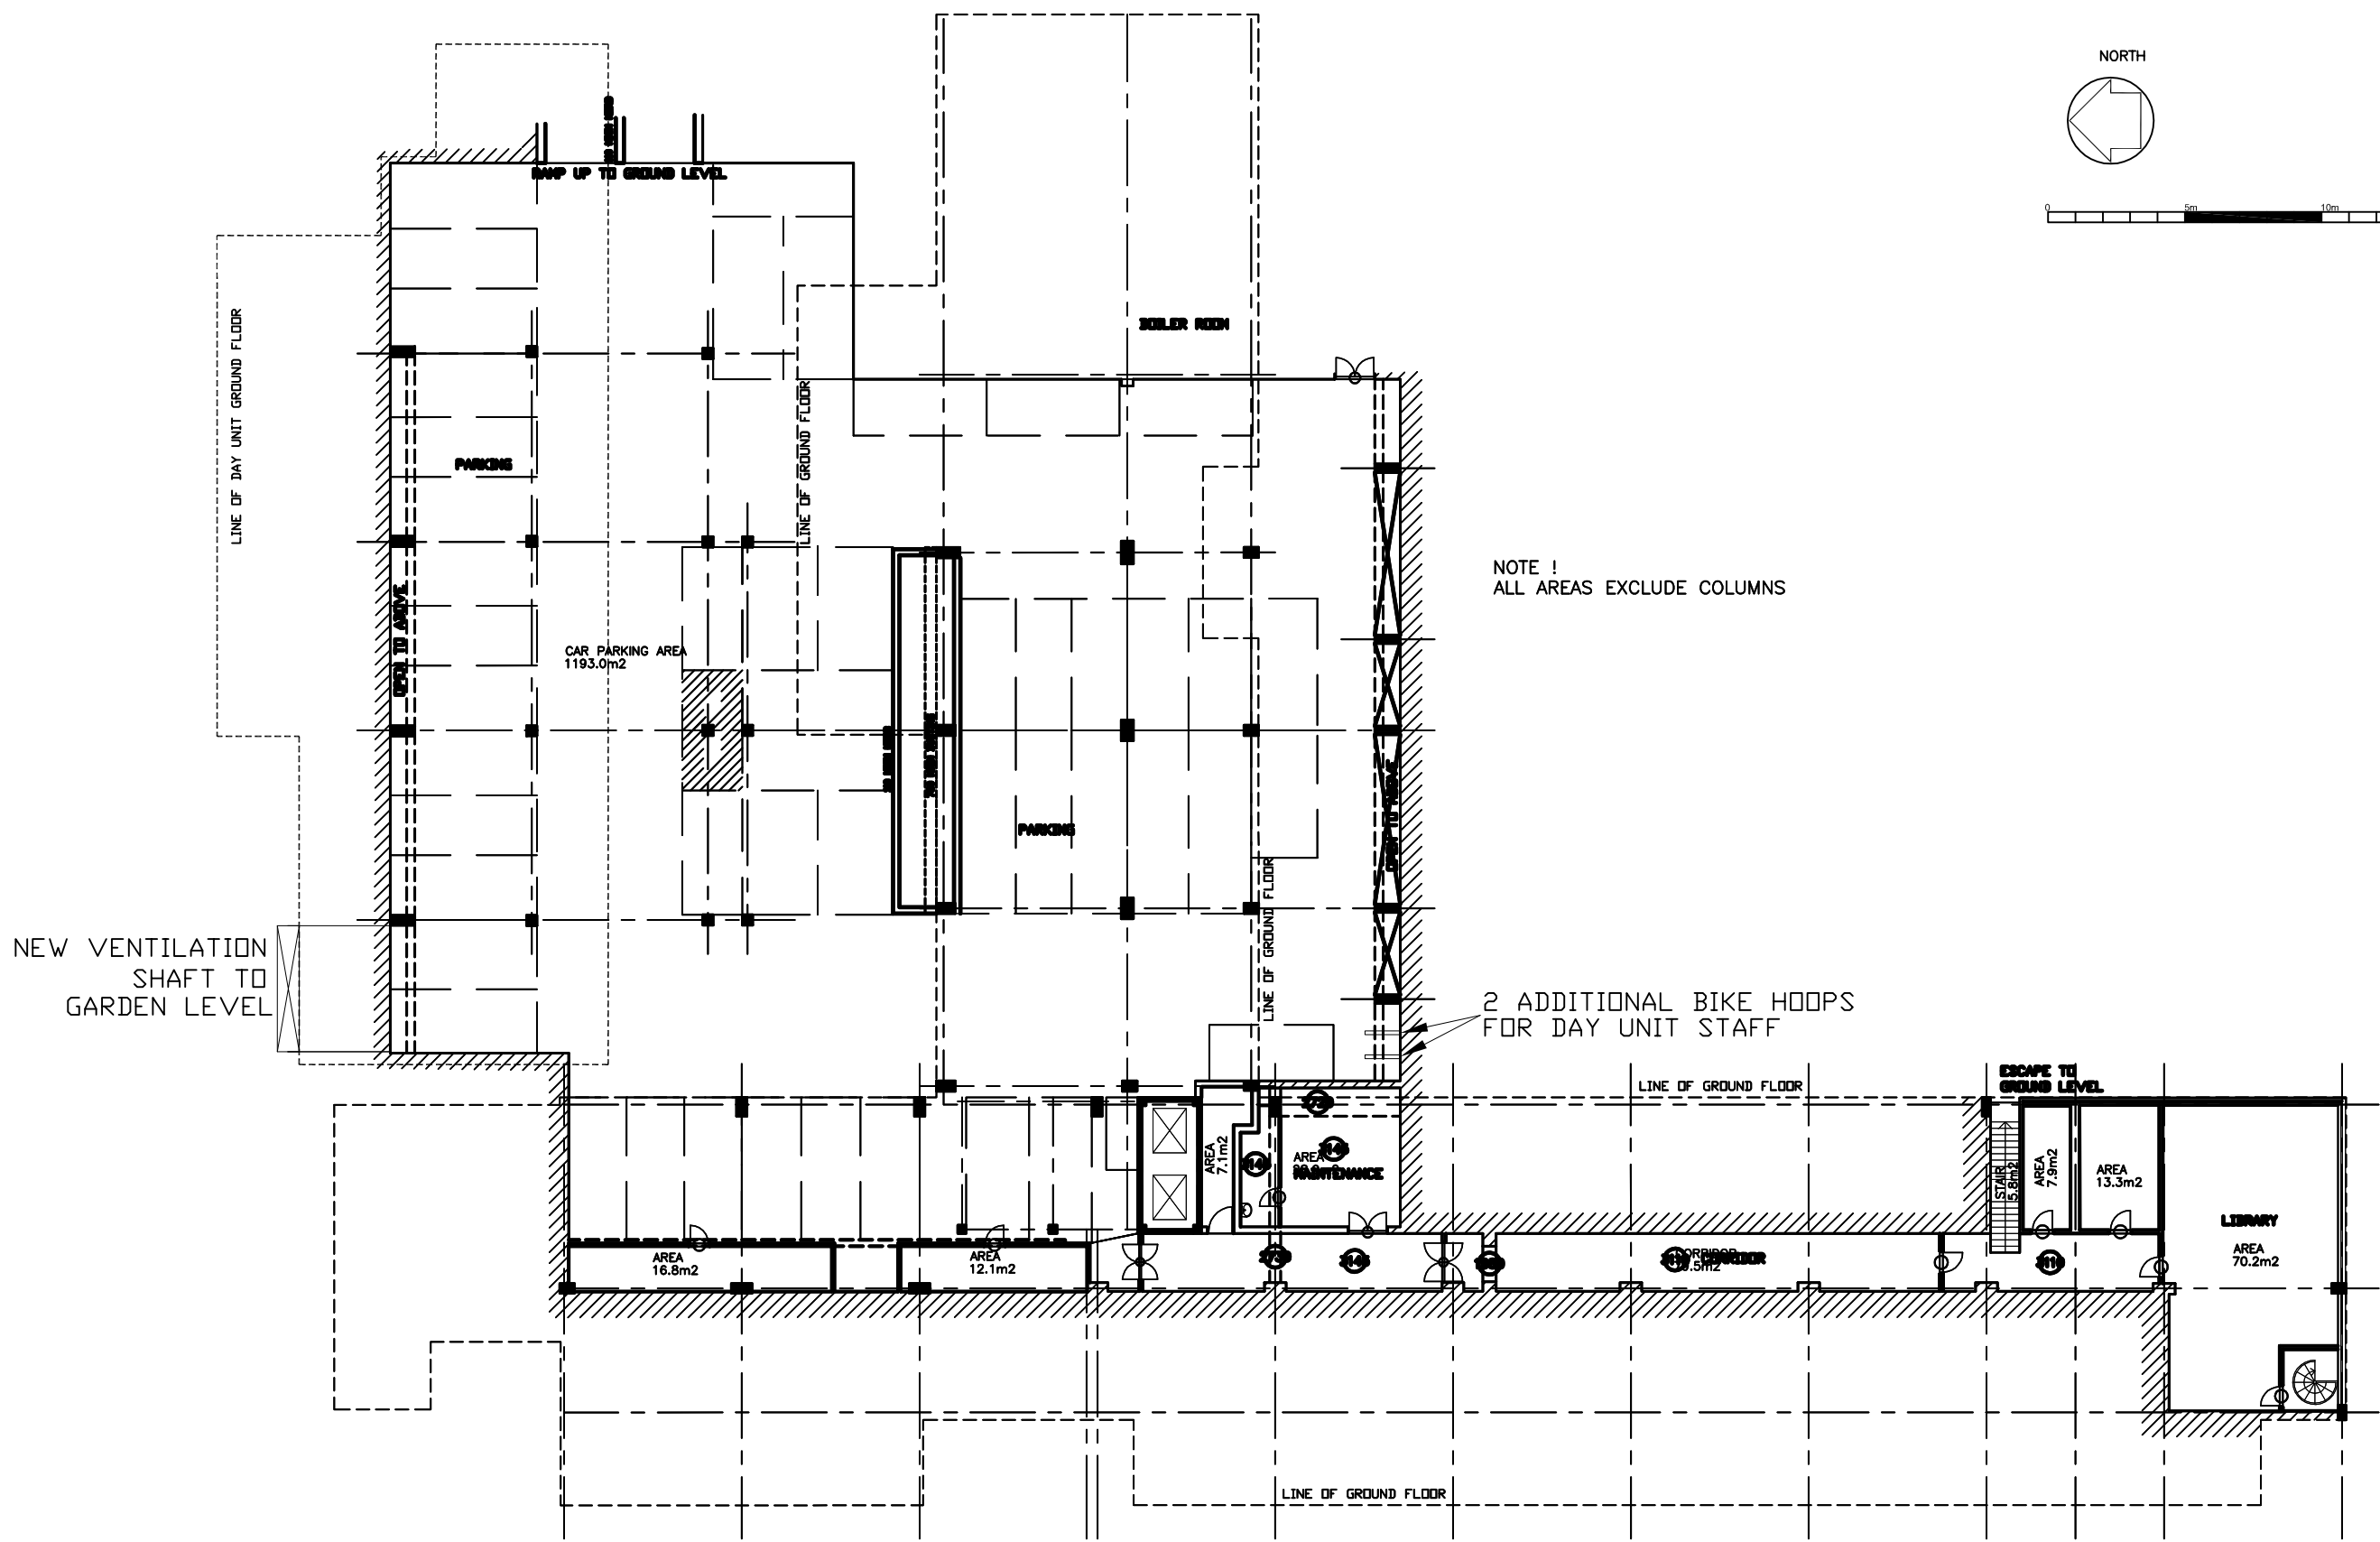 NORTH
0 5m 10m
RAMP UP TO GROUND LEVEL
LINE OF DAY UNIT GROUND FLOOR
BOILER ROOM
LINE OF GROUND FLOOR
PARKING
NOTE !
ALL AREAS EXCLUDE COLUMNS
OPEN TO ABOVE
CAR PARKING AREA
1193.0m2
OPEN TO ABOVE
PARKING
LINE OF GROUND FLOOR
NEW VENTILATION
SHAFT TO
GARDEN LEVEL
2 ADDITIONAL BIKE HOOPS
FOR DAY UNIT STAFF
ESCAPE TO
GROUND LEVEL
LINE OF GROUND FLOOR
AREA
7.1m2
AREA
MAINTENANCE
STAIR
5.8m2
AREA
7.9m2
AREA
13.3m2
LIBRARY
AREA
70.2m2
AREA
16.8m2
AREA
12.1m2
CORRIDOR
LINE OF GROUND FLOOR